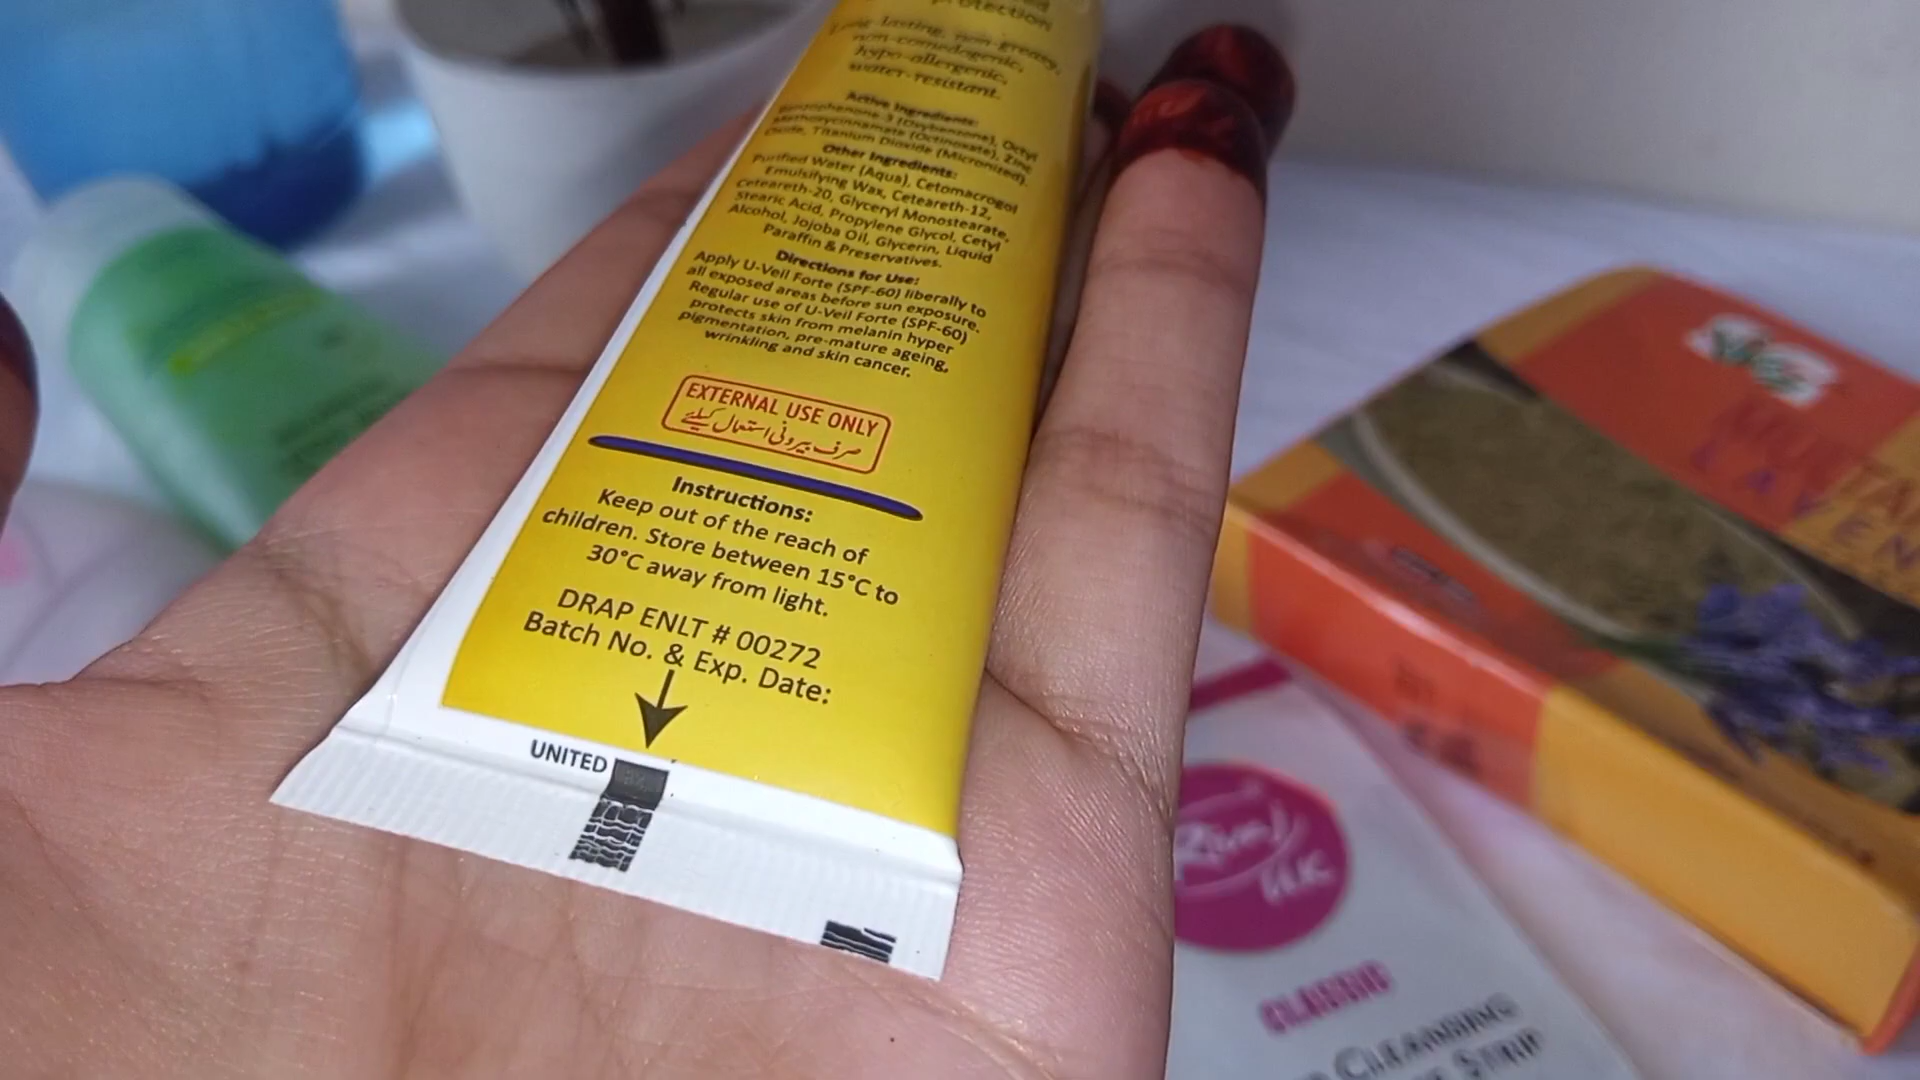 protection
Long-lasting, non-greasy,
non-comedogenic,
hypo-allergenic,
water-resistant.
Active Ingredients:
Benzophenone-3 (Oxybenzone), Octyl
Methoxycinnamate (Octinoxate), Zinc
Oxide, Titanium Dioxide (Micronized).
Other Ingredients:
Purified Water (Aqua), Cetomacrogol
Emulsifying Wax, Ceteareth-12,
Ceteareth-20, Glyceryl Monostearate,
Stearic Acid, Propylene Glycol, Cetyl
Alcohol, Jojoba Oil, Glycerin, Liquid
Paraffin & Preservatives.
Directions for Use:
Apply U-Veil Forte (SPF-60) liberally to
all exposed areas before sun exposure.
Regular use of U-Veil Forte (SPF-60)
protects skin from melanin hyper
pigmentation, pre-mature ageing,
wrinkling and skin cancer.
EXTERNAL USE ONLY
صرف بیرونی استعمال کیلئے
Instructions:
Keep out of the reach of
children. Store between 15°C to
30°C away from light.
DRAP ENLT # 00272
Batch No. & Exp. Date:
UNITED
Rivaj
UK
CLASSIC
CLEANSING
STRIP